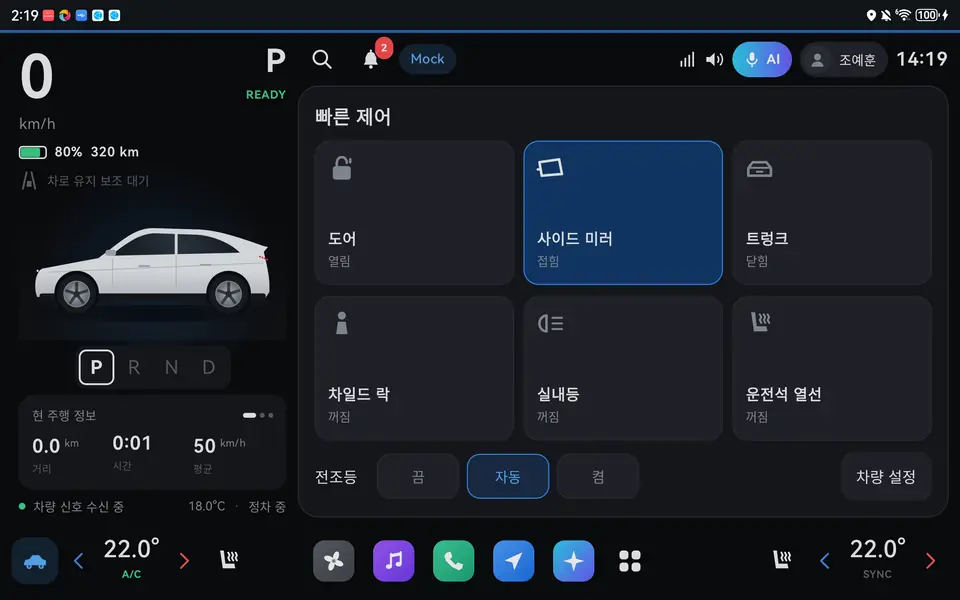 2:19
100
0
km/h
P
READY
80% 320 km
차로 유지 보조 대기
P R N D
현 주행 정보
0.0 km
거리
0:01
시간
50 km/h
평균
차량 신호 수신 중
18.0°C · 정차 중
2
Mock
AI
조예훈
14:19
빠른 제어
도어
열림
사이드 미러
접힘
트렁크
닫힘
차일드 락
꺼짐
실내등
꺼짐
운전석 열선
꺼짐
전조등
끔
자동
켬
차량 설정
22.0°
A/C
22.0°
SYNC